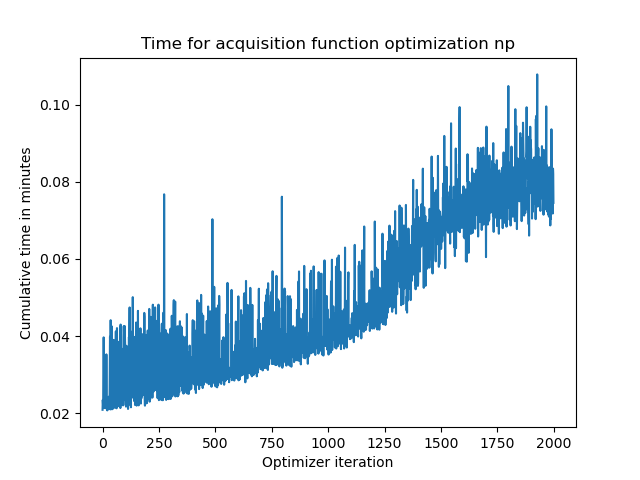 Time for acquisition function optimization np
Cumulative time in minutes
0.10
0.08
0.06
0.04
0.02
0 250 500 750 1000 1250 1500 1750 2000
Optimizer iteration